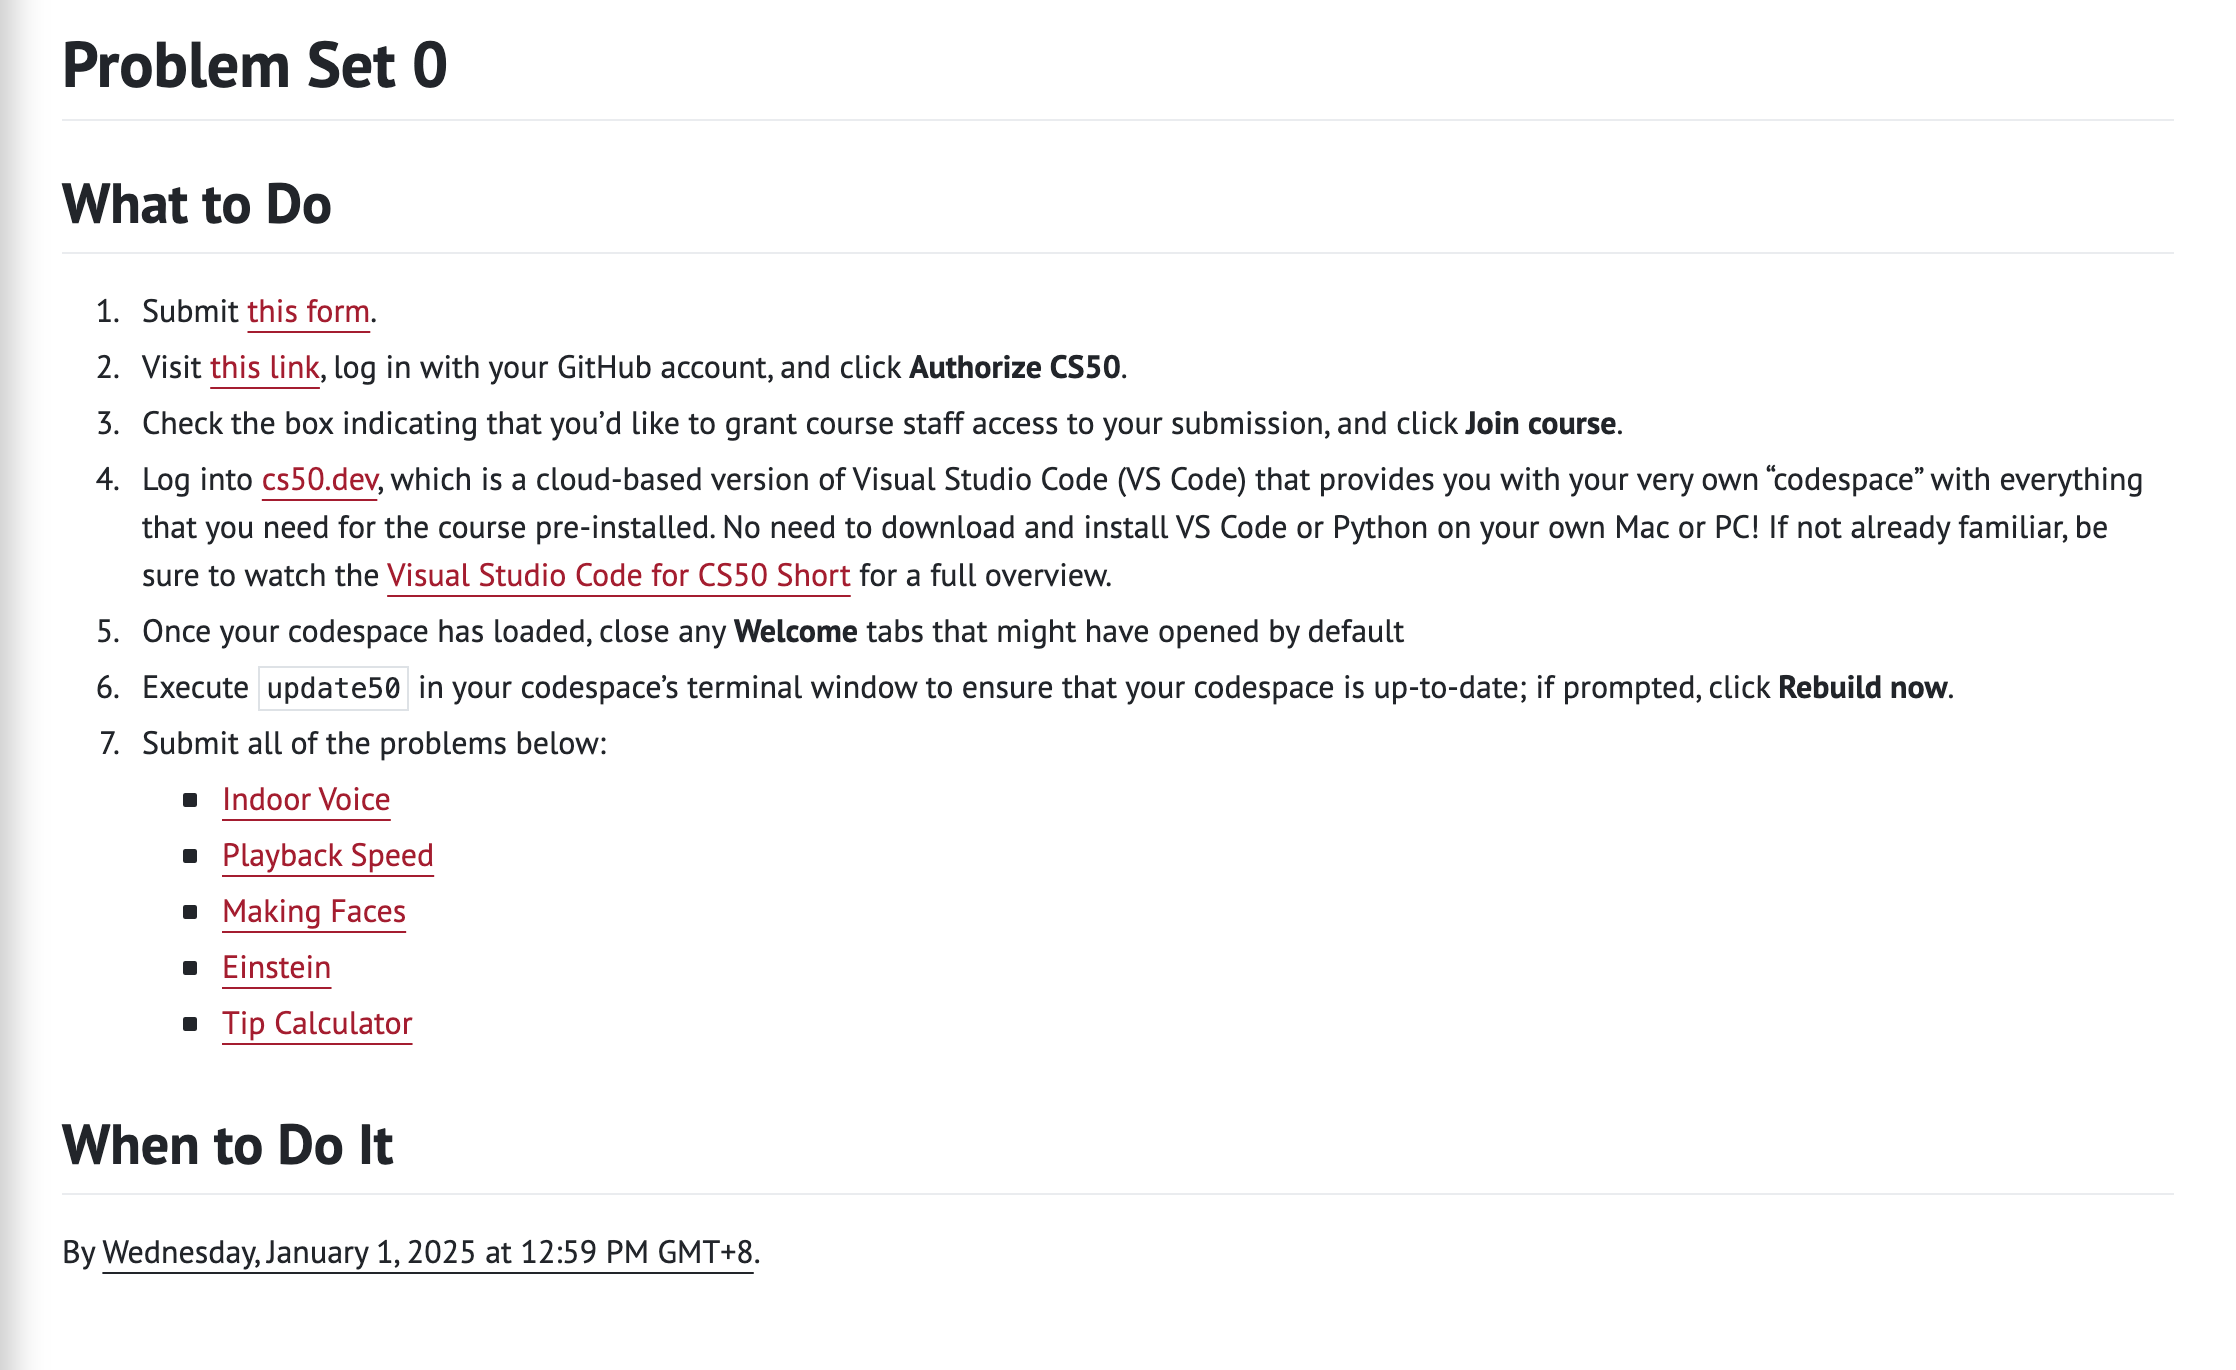 Problem Set 0
What to Do
1. Submit this form.
2. Visit this link, log in with your GitHub account, and click Authorize CS50.
3. Check the box indicating that you’d like to grant course staff access to your submission, and click Join course.
4. Log into cs50.dev, which is a cloud-based version of Visual Studio Code (VS Code) that provides you with your very own “codespace” with everything
that you need for the course pre-installed. No need to download and install VS Code or Python on your own Mac or PC! If not already familiar, be
sure to watch the Visual Studio Code for CS50 Short for a full overview.
5. Once your codespace has loaded, close any Welcome tabs that might have opened by default
6. Execute update50 in your codespace’s terminal window to ensure that your codespace is up-to-date; if prompted, click Rebuild now.
7. Submit all of the problems below:
▪ Indoor Voice
▪ Playback Speed
▪ Making Faces
▪ Einstein
▪ Tip Calculator
When to Do It
By Wednesday, January 1, 2025 at 12:59 PM GMT+8.